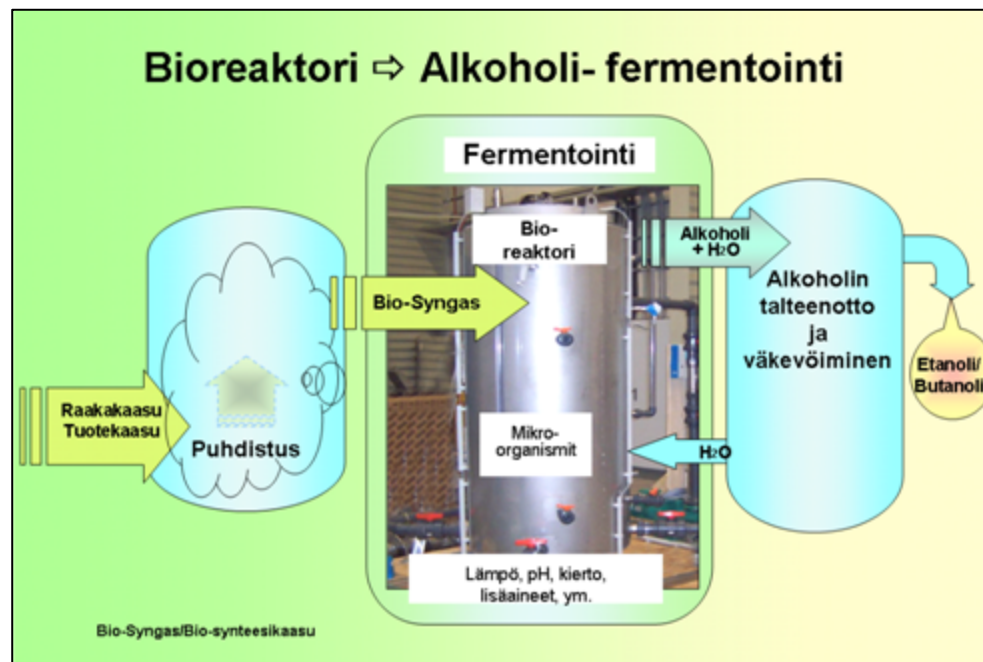 Bioreaktori ⇨ Alkoholi- fermentointi
Fermentointi
Raakakaasu
Tuotekaasu
Puhdistus
Bio-Syngas
Bio-
reaktori
Mikro-
organismit
Lämpö, pH, kierto,
lisäaineet, ym.
Alkoholi
+ H₂O
H₂O
Alkoholin
talteenotto
ja
väkevöiminen
Etanoli/
Butanoli
Bio-Syngas/Bio-synteesikaasu